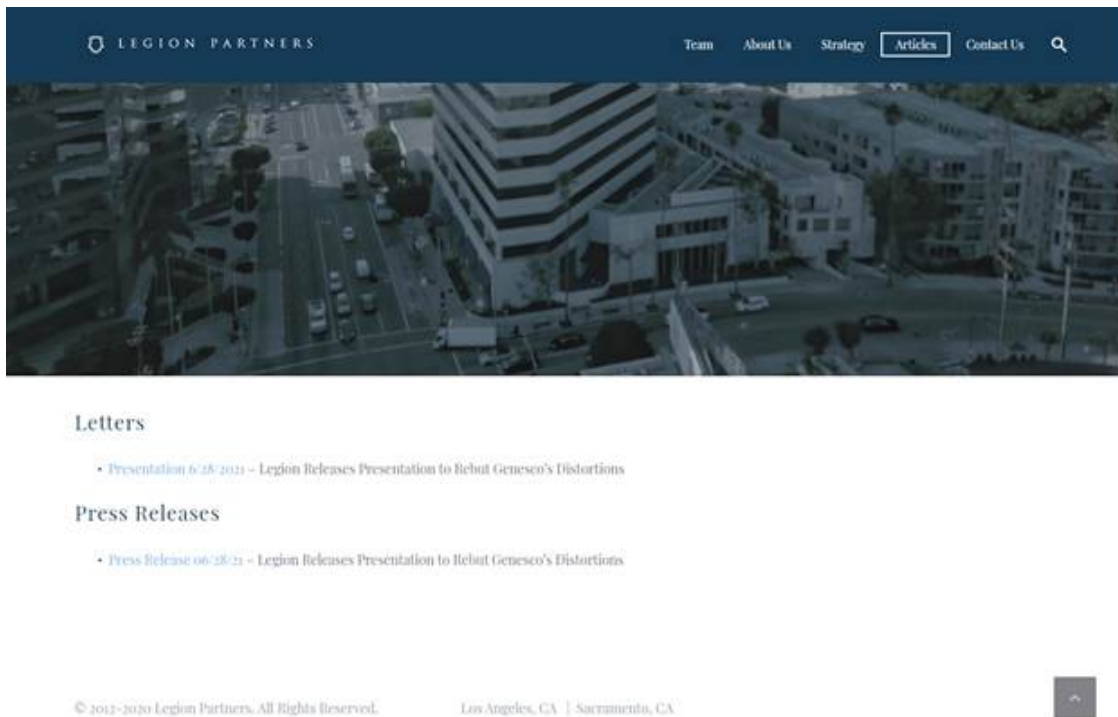 LEGION PARTNERS
Team About Us Strategy Articles Contact Us
Letters
• Presentation 6/28/2021 – Legion Releases Presentation to Rebut Genesco's Distortions
Press Releases
• Press Release 06/28/21 – Legion Releases Presentation to Rebut Genesco's Distortions
© 2012-2020 Legion Partners. All Rights Reserved. Los Angeles, CA | Sacramento, CA